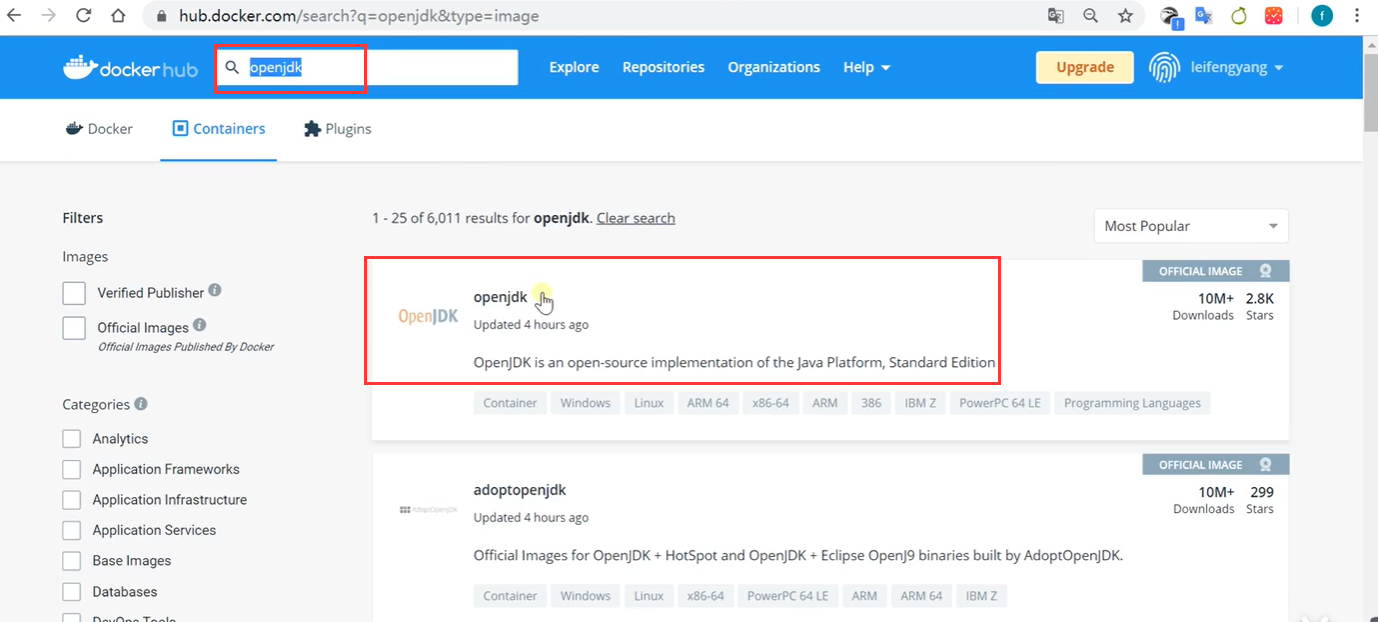 hub.docker.com/search?q=openjdk&type=image
f
docker hub
openjdk
Explore
Repositories
Organizations
Help
Upgrade
leifengyang
Docker
Containers
Plugins
Filters
1 - 25 of 6,011 results for openjdk. Clear search
Most Popular
Images
Verified Publisher
Official Images
Official Images Published By Docker
Categories
Analytics
Application Frameworks
Application Infrastructure
Application Services
Base Images
Databases
DevOps Tools
OFFICIAL IMAGE
OpenJDK
openjdk
Updated 4 hours ago
10M+ 2.8K
Downloads Stars
OpenJDK is an open-source implementation of the Java Platform, Standard Edition
Container Windows Linux ARM 64 x86-64 ARM 386 IBM Z PowerPC 64 LE Programming Languages
OFFICIAL IMAGE
AdoptOpenJDK
adoptopenjdk
Updated 4 hours ago
10M+ 299
Downloads Stars
Official Images for OpenJDK + HotSpot and OpenJDK + Eclipse OpenJ9 binaries built by AdoptOpenJDK.
Container Windows Linux x86-64 PowerPC 64 LE ARM ARM 64 IBM Z